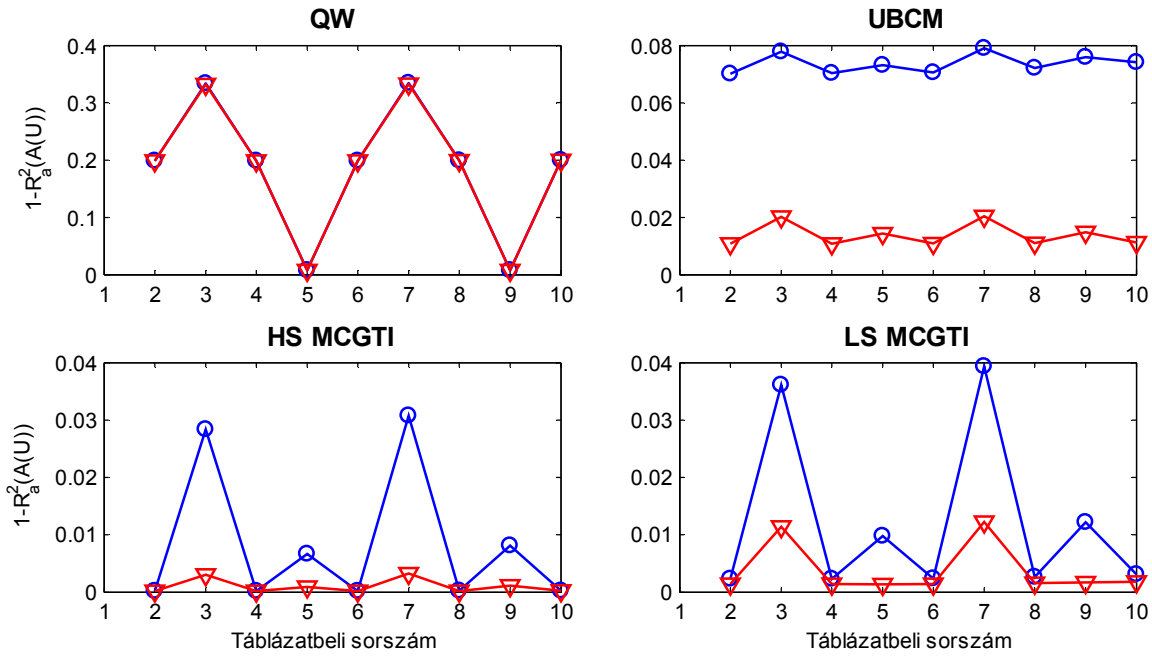 QW
UBCM
1-R_a^2(A(U))
0.4
0.3
0.2
0.1
0
1 2 3 4 5 6 7 8 9 10
0.08
0.06
0.04
0.02
0
1 2 3 4 5 6 7 8 9 10
HS MCGTI
LS MCGTI
1-R_a^2(A(U))
0.04
0.03
0.02
0.01
0
1 2 3 4 5 6 7 8 9 10
Táblázatbeli sorszám
0.04
0.03
0.02
0.01
0
1 2 3 4 5 6 7 8 9 10
Táblázatbeli sorszám